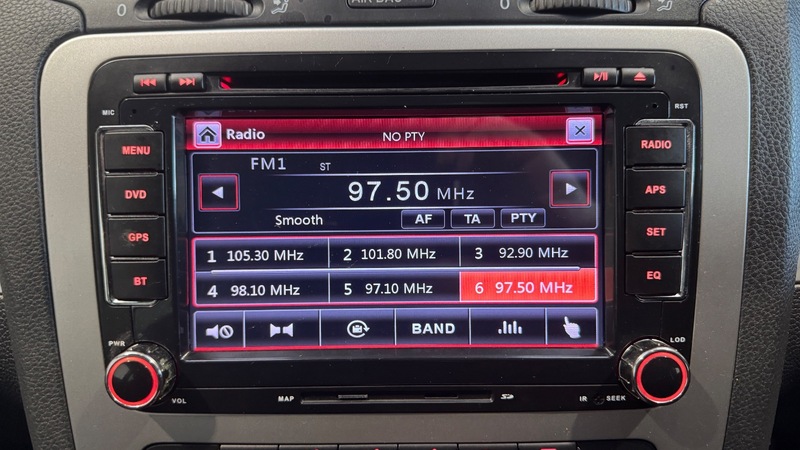 0
AIR BAG
0
MIC
RST
MENU
DVD
GPS
BT
Radio
NO PTY
FM1
ST
97.50 MHz
Smooth
AF
TA
PTY
1 105.30 MHz
2 101.80 MHz
3 92.90 MHz
4 98.10 MHz
5 97.10 MHz
6 97.50 MHz
BAND
RADIO
APS
SET
EQ
PWR
VOL
MAP
SD
IR
SEEK
LOD